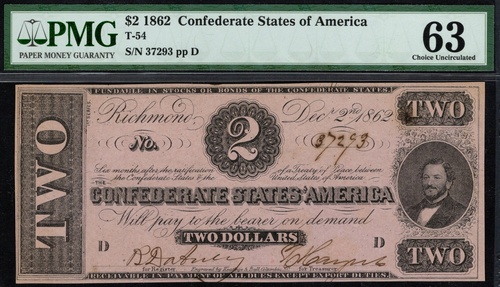 PMG
PAPER MONEY GUARANTY
$2 1862 Confederate States of America
T-54
S/N 37293 pp D
63
Choice Uncirculated
FUNDABLE IN STOCKS OR BONDS OF THE CONFEDERATE STATES
TWO
Richmond Decr. 2nd 1862
TWO
No. 2 37293
Six months after the ratification of a Treaty of Peace between
the Confederate States & the United States of America
THE
CONFEDERATE STATES OF AMERICA
Will pay to the bearer on demand
D TWO DOLLARS D
TWO
for Register. for Treasurer.
RECEIVABLE IN PAYMENT OF ALL DUES EXCEPT EXPORT DUTIES.